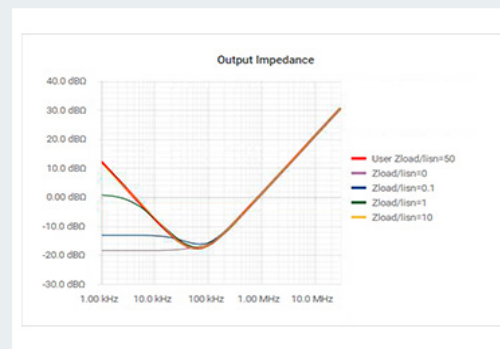 Output Impedance
40.0 dBΩ
30.0 dBΩ
20.0 dBΩ
10.0 dBΩ
0.00 dBΩ
-10.0 dBΩ
-20.0 dBΩ
-30.0 dBΩ
1.00 kHz 10.0 kHz 100 kHz 1.00 MHz 10.0 MHz
User Zload/lisn=50
Zload/lisn=0
Zload/lisn=0.1
Zload/lisn=1
Zload/lisn=10